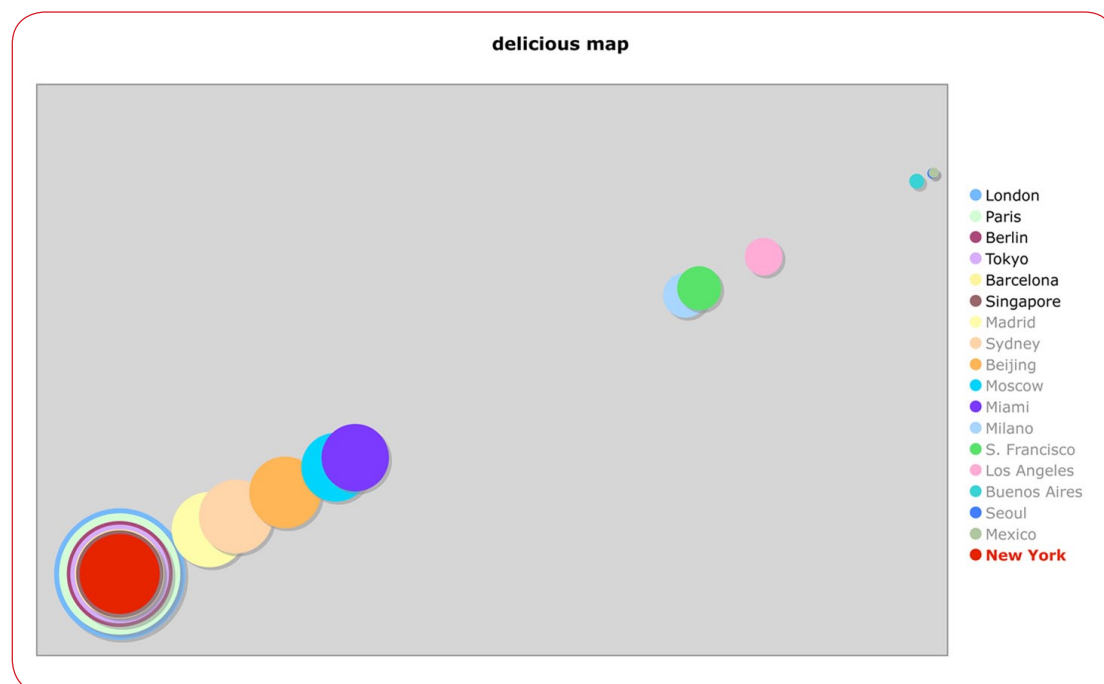 delicious map
London
Paris
Berlin
Tokyo
Barcelona
Singapore
Madrid
Sydney
Beijing
Moscow
Miami
Milano
S. Francisco
Los Angeles
Buenos Aires
Seoul
Mexico
New York